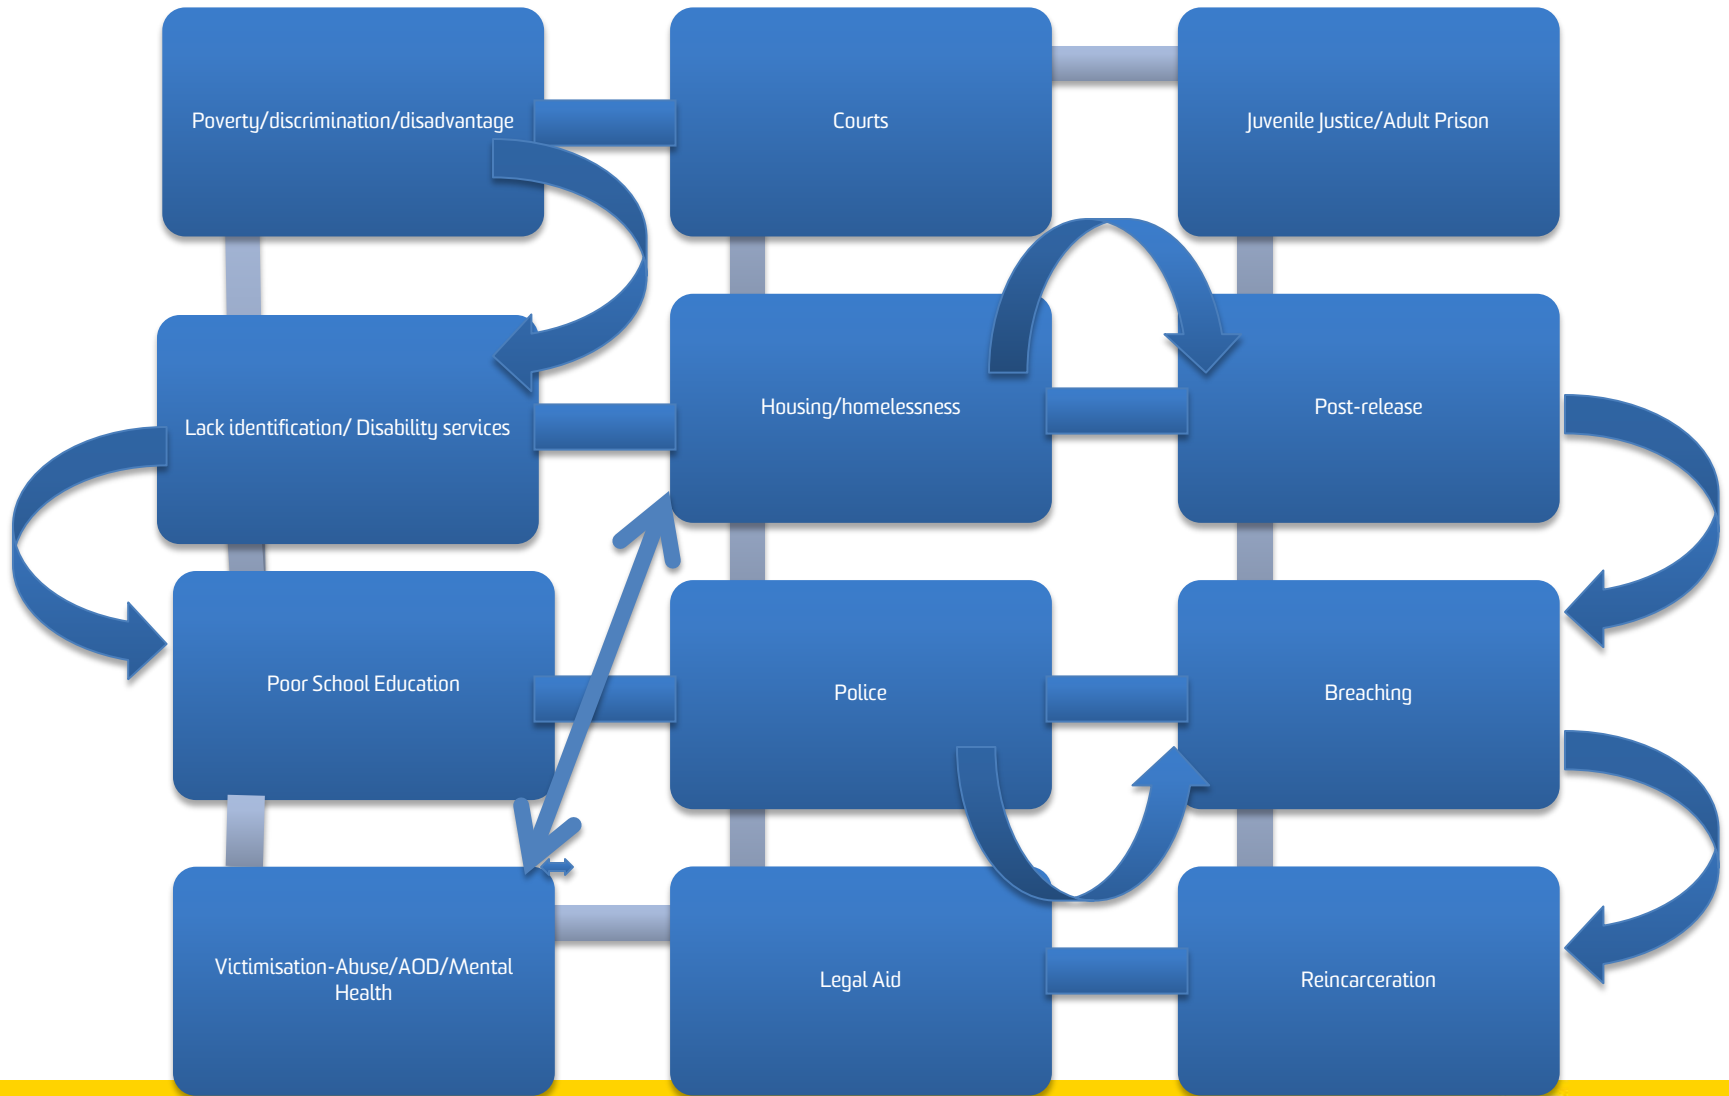 Poverty/discrimination/disadvantage
Courts
Juvenile Justice/Adult Prison
Lack identification/ Disability services
Housing/homelessness
Post-release
Poor School Education
Police
Breaching
Victimisation-Abuse/AOD/Mental
Health
Legal Aid
Reincarceration